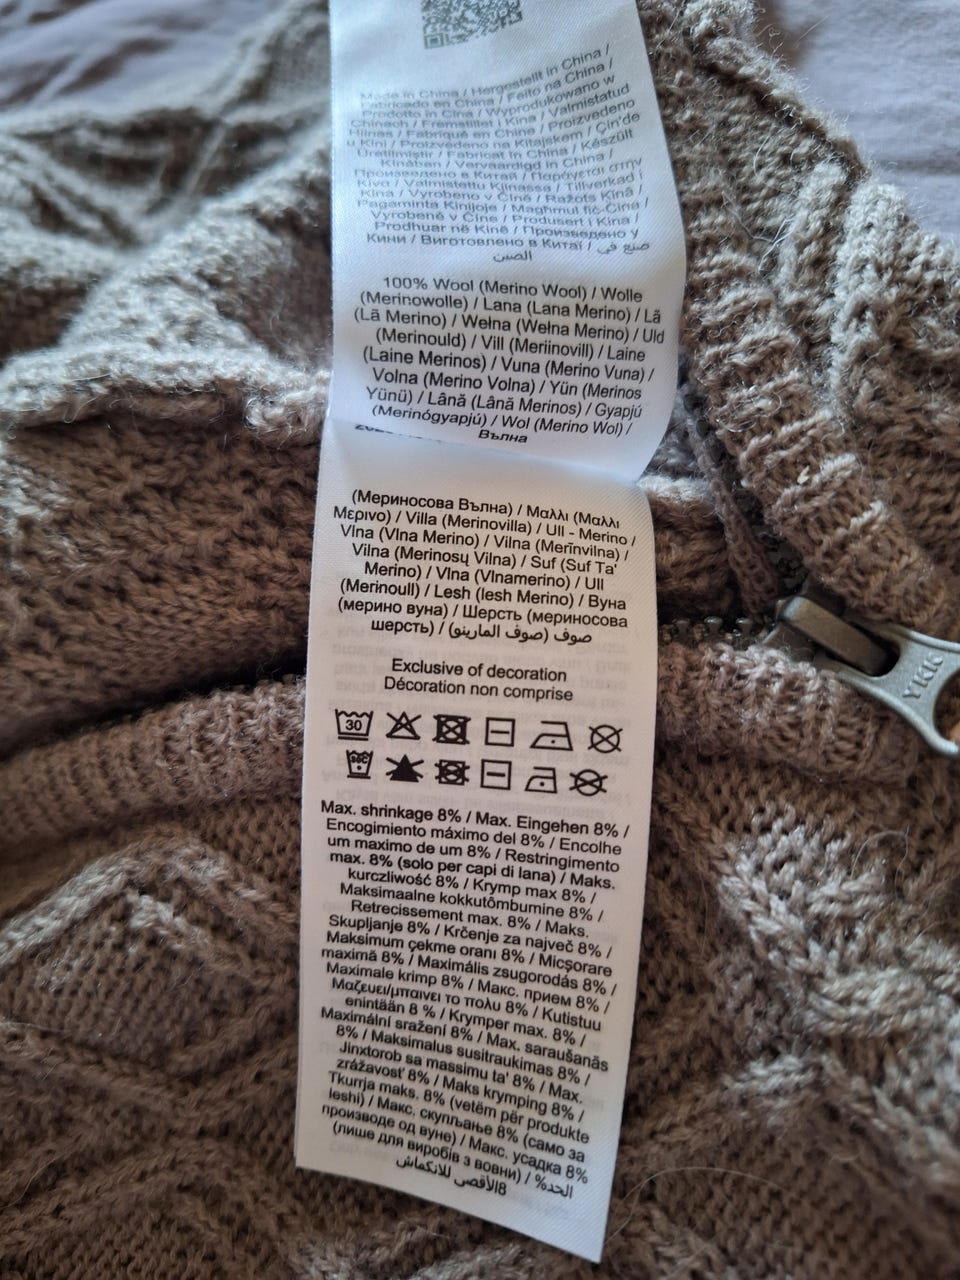 Made in China / Hergestellt in China /
Fabricado en China / Feito na China /
Prodotto in Cina / Wyprodukowano w
Chinach / Fremstillet i Kina / Valmistatud
Hiinas / Fabriqué en Chine / Proizvedeno
u Kini / Proizvedeno na Kitajskem / Çin'de
Üretilmiştir / Fabricat în China / Készült
Kínában / Vervaardigd in China /
Произведено в Китай / Παράγεται στην
Κίνα / Valmistettu Kiinassa / Tillverkad i
Kina / Vyrobeno v Číně / Ražots Ķīnā /
Pagaminta Kinijoje / Magħmul fiċ-Ċina /
Vyrobené v Číne / Produsert i Kina /
Prodhuar në Kinë / Произведено у
Кини / Виготовлено в Китаї / صنع في
الصين
100% Wool (Merino Wool) / Wolle
(Merinowolle) / Lana (Lana Merino) / Lã
(Lã Merino) / Wełna (Wełna Merino) / Uld
(Merinould) / Vill (Meriinovill) / Laine
(Laine Merinos) / Vuna (Merino Vuna) /
Volna (Merino Volna) / Yün (Merinos
Yünü) / Lână (Lână Merinos) / Gyapjú
(Merinógyapjú) / Wol (Merino Wol) /
Вълна
(Мериносова Вълна) / Μαλλι (Μαλλι
Μερινο) / Villa (Merinovilla) / Ull - Merino /
Vlna (Vlna Merino) / Vilna (Merīnvilna) /
Vilna (Merinosų Vilna) / Suf (Suf Ta'
Merino) / Vlna (Vlnamerino) / Ull
(Merinoull) / Lesh (lesh Merino) / Вуна
(мерино вуна) / Шерсть (мериносова
шерсть) / صوف (صوف المارينو)
Exclusive of decoration
Décoration non comprise
30
Max. shrinkage 8% / Max. Eingehen 8% /
Encogimiento máximo del 8% / Encolhe
um maximo de um 8% / Restringimento
max. 8% (solo per capi di lana) / Maks.
kurczliwość 8% / Krymp max 8% /
Maksimaalne kokkutõmbumine 8% /
Retrecissement max. 8% / Maks.
Skupljanje 8% / Krčenje za največ 8% /
Maksimum çekme oranı 8% / Micșorare
maximă 8% / Maximális zsugorodás 8% /
Maximale krimp 8% / Макс. прием 8% /
Μαζευει/μπαινει το πολυ 8% / Kutistuu
enintään 8 % / Krymper max. 8% /
Maximální sražení 8% / Max. saraušanās
8% / Maksimalus susitraukimas 8% /
Jinxtorob sa massimu ta' 8% / Max.
zrážavosť 8% / Maks krymping 8% /
Tkurrja maks. 8% (vetëm për produkte
leshi) / Макс. скупљање 8% (само за
производе од вуне) / Макс. усадка 8%
(лише для виробів з вовни) / الحد%
8الأقصى للانكماش
YKK